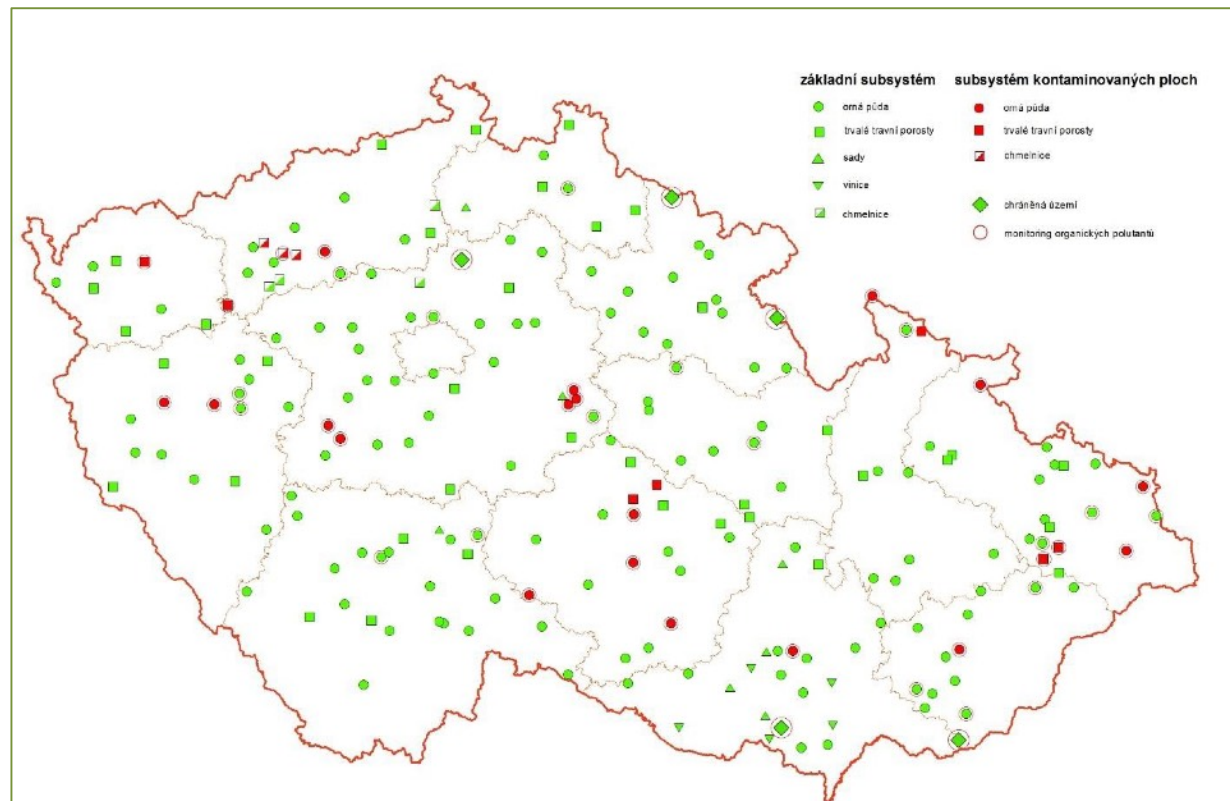 základní subsystém
orná půda
trvalé travní porosty
sady
vinice
chmelnice
subsystém kontaminovaných ploch
orná půda
trvalé travní porosty
chmelnice
chráněná území
monitoring organických polutantů